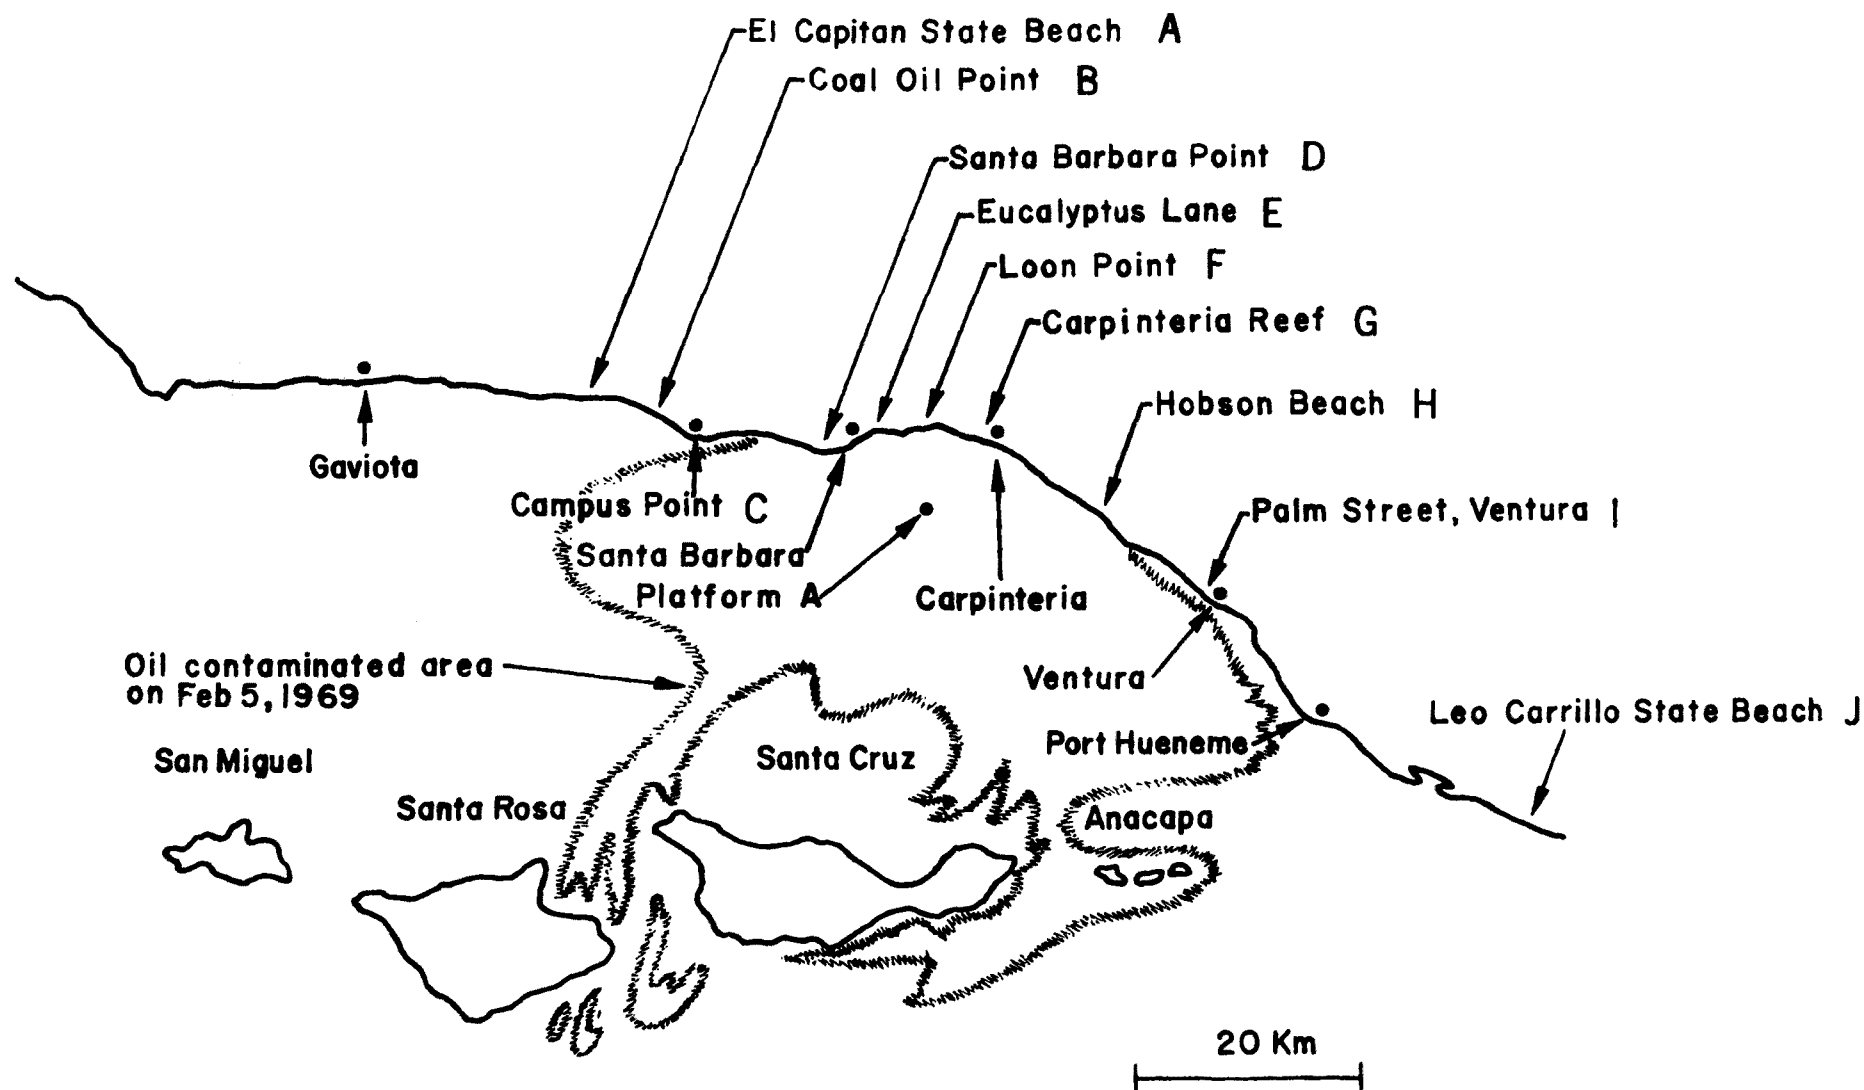 El Capitan State Beach A
Coal Oil Point B
Santa Barbara Point D
Eucalyptus Lane E
Loon Point F
Carpinteria Reef G
Hobson Beach H
Gaviota
Campus Point C
Palm Street, Ventura I
Santa Barbara
Platform A
Carpinteria
Oil contaminated area
on Feb 5, 1969
Ventura
Leo Carrillo State Beach J
Port Hueneme
San Miguel
Santa Cruz
Santa Rosa
Anacapa
20 Km